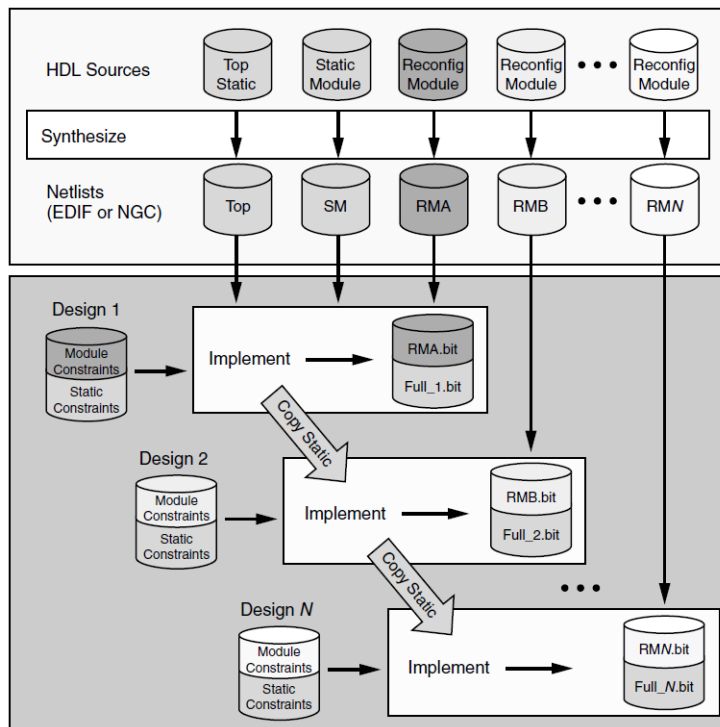 HDL Sources
Top
Static
Static
Module
Reconfig
Module
Reconfig
Module
Reconfig
Module
Synthesize
Netlists
(EDIF or NGC)
Top
SM
RMA
RMB
RMN
Design 1
Module
Constraints
Static
Constraints
Implement
RMA.bit
Full_1.bit
Copy Static
Design 2
Module
Constraints
Static
Constraints
Implement
RMB.bit
Full_2.bit
Copy Static
Design N
Module
Constraints
Static
Constraints
Implement
RMN.bit
Full_N.bit